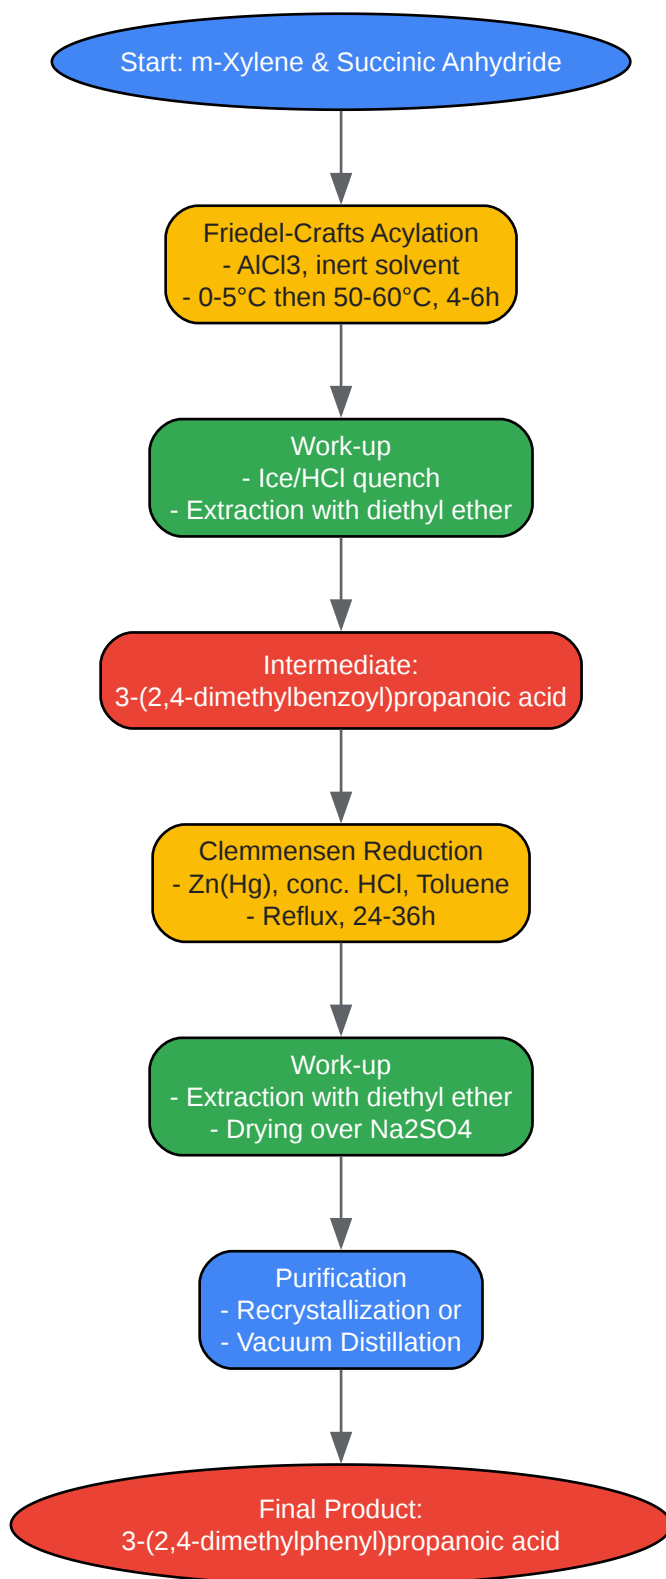 Start: m-Xylene & Succinic Anhydride
Friedel-Crafts Acylation
- AlCl3, inert solvent
- 0-5°C then 50-60°C, 4-6h
Work-up
- Ice/HCl quench
- Extraction with diethyl ether
Intermediate:
3-(2,4-dimethylbenzoyl)propanoic acid
Clemmensen Reduction
- Zn(Hg), conc. HCl, Toluene
- Reflux, 24-36h
Work-up
- Extraction with diethyl ether
- Drying over Na2SO4
Purification
- Recrystallization or
- Vacuum Distillation
Final Product:
3-(2,4-dimethylphenyl)propanoic acid